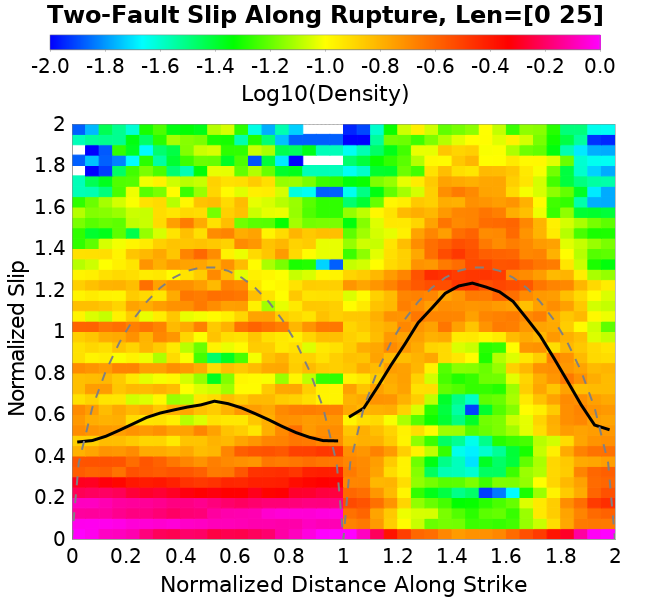 Two-Fault Slip Along Rupture, Len=[0 25]
-2.0 -1.8 -1.6 -1.4 -1.2 -1.0 -0.8 -0.6 -0.4 -0.2 0.0
Log10(Density)
2
1.8
1.6
1.4
1.2
1
0.8
0.6
0.4
0.2
0
Normalized Slip
0 0.2 0.4 0.6 0.8 1 1.2 1.4 1.6 1.8 2
Normalized Distance Along Strike